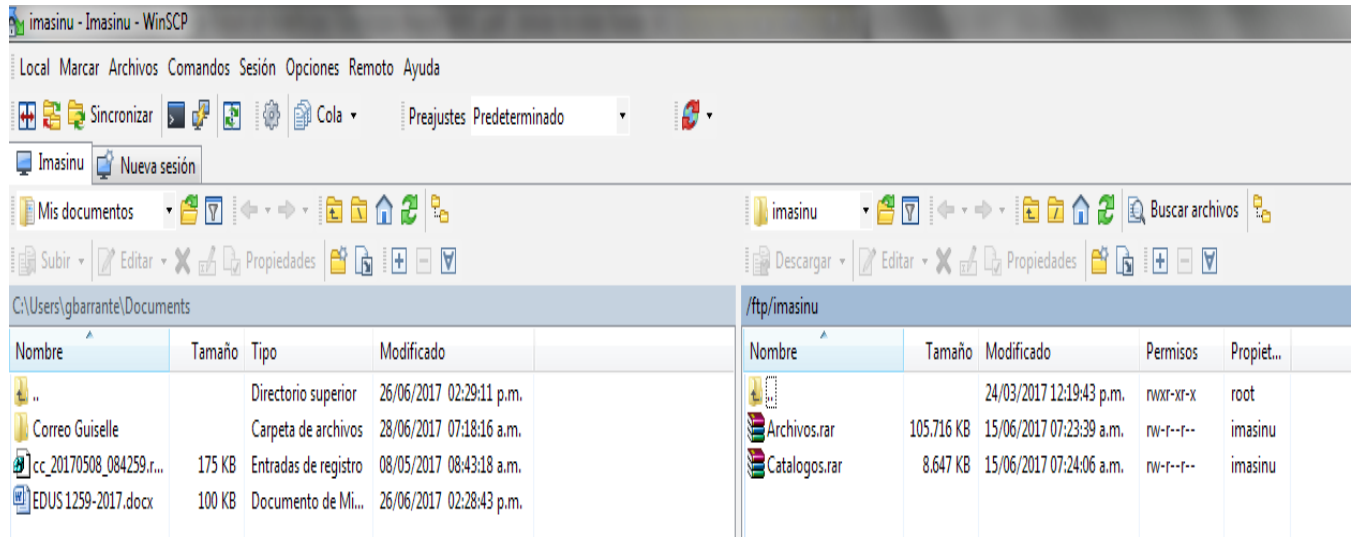 imasinu - Imasinu - WinSCP
Local Marcar Archivos Comandos Sesión Opciones Remoto Ayuda
Sincronizar Cola Preajustes Predeterminado
Imasinu Nueva sesión
Mis documentos
Subir Editar Propiedades
C:\Users\gbarrante\Documents
Nombre Tamaño Tipo Modificado
.. Directorio superior 26/06/2017 02:29:11 p.m.
Correo Guiselle Carpeta de archivos 28/06/2017 07:18:16 a.m.
cc_20170508_084259.r... 175 KB Entradas de registro 08/05/2017 08:43:18 a.m.
EDUS 1259-2017.docx 100 KB Documento de Mi... 26/06/2017 02:28:43 p.m.
imasinu Buscar archivos
Descargar Editar Propiedades
/ftp/imasinu
Nombre Tamaño Modificado Permisos Propiet...
.. 24/03/2017 12:19:43 p.m. rwxr-xr-x root
Archivos.rar 105.716 KB 15/06/2017 07:23:39 a.m. rw-r--r-- imasinu
Catalogos.rar 8.647 KB 15/06/2017 07:24:06 a.m. rw-r--r-- imasinu